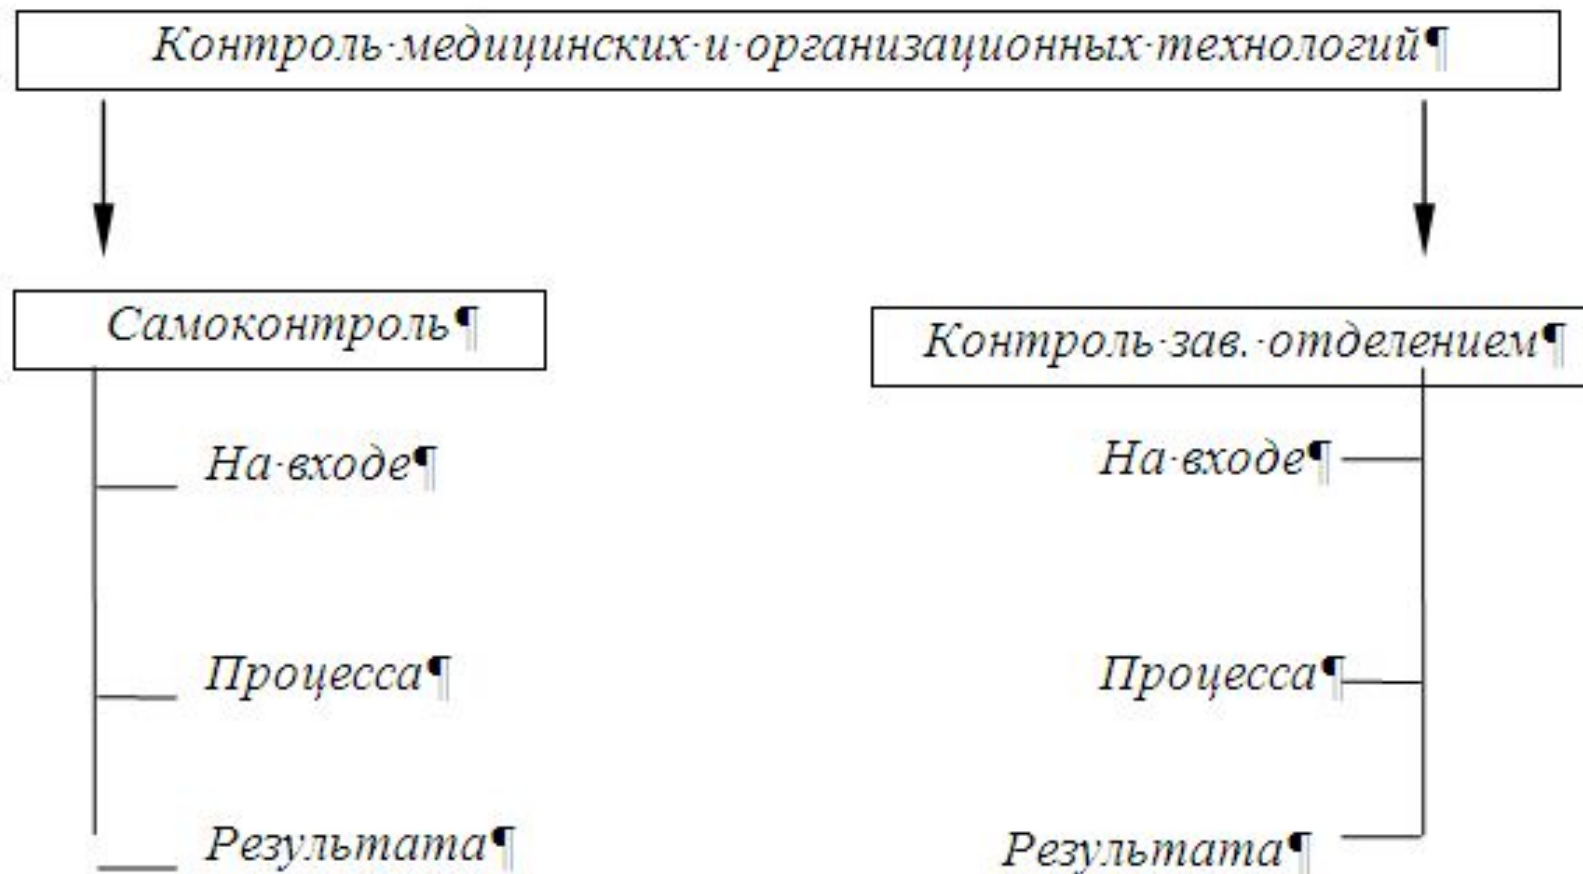 Контроль·медицинских·и·организационных·технологий¶
Самоконтроль¶
Контроль·зав.·отделением¶
На·входе¶
На·входе¶
Процесса¶
Процесса¶
Результата¶
Результата¶